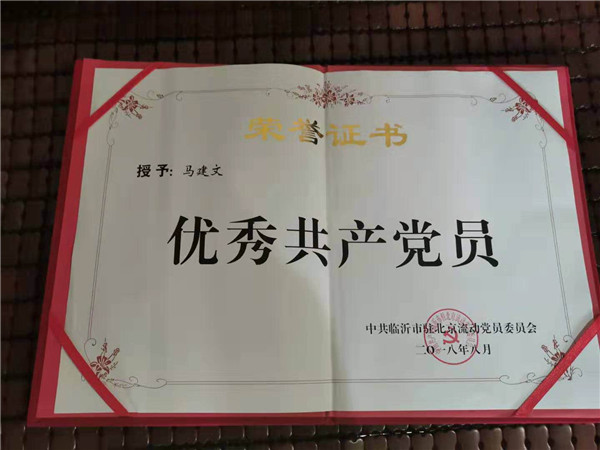 荣誉证书
授予:马建文
优秀共产党员
中共临沂市驻北京流动党员委员会
二〇一八年八月